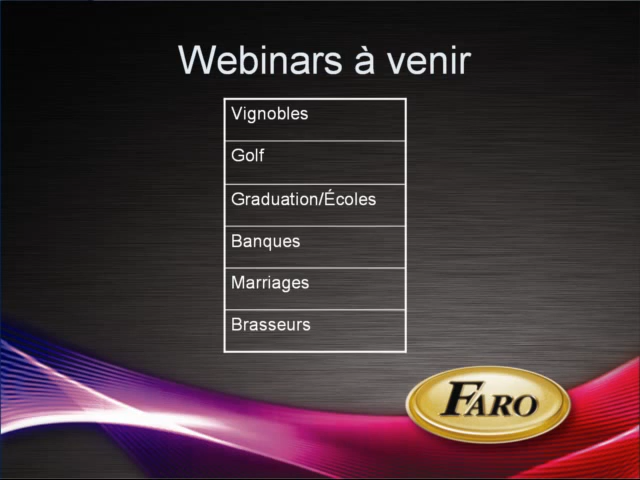 Webinars à venir
Vignobles
Golf
Graduation/Écoles
Banques
Marriages
Brasseurs
FARO